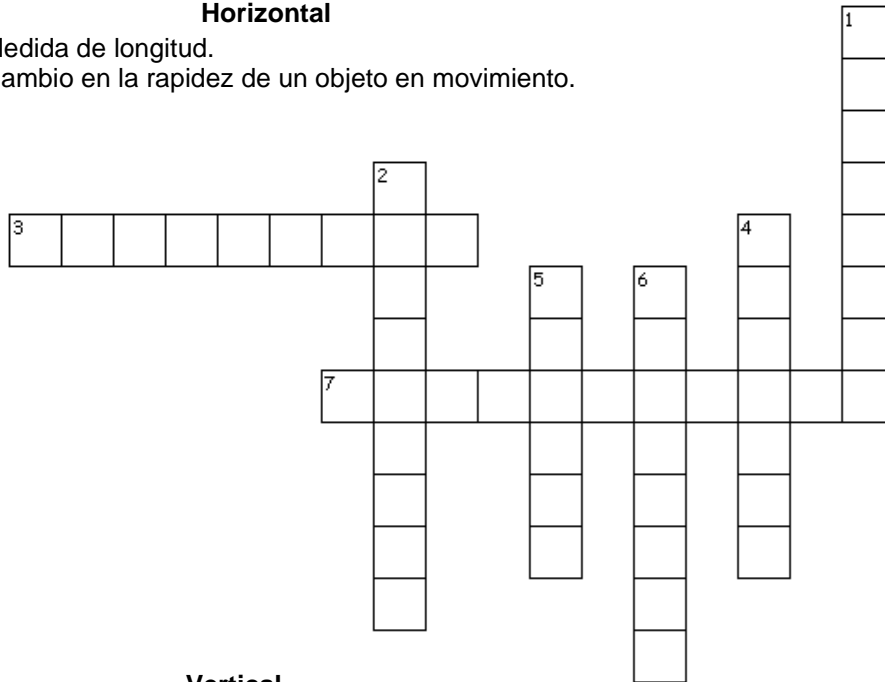 Horizontal
edida de longitud.
ambio en la rapidez de un objeto en movimiento.
1
2
3
4
5
6
7